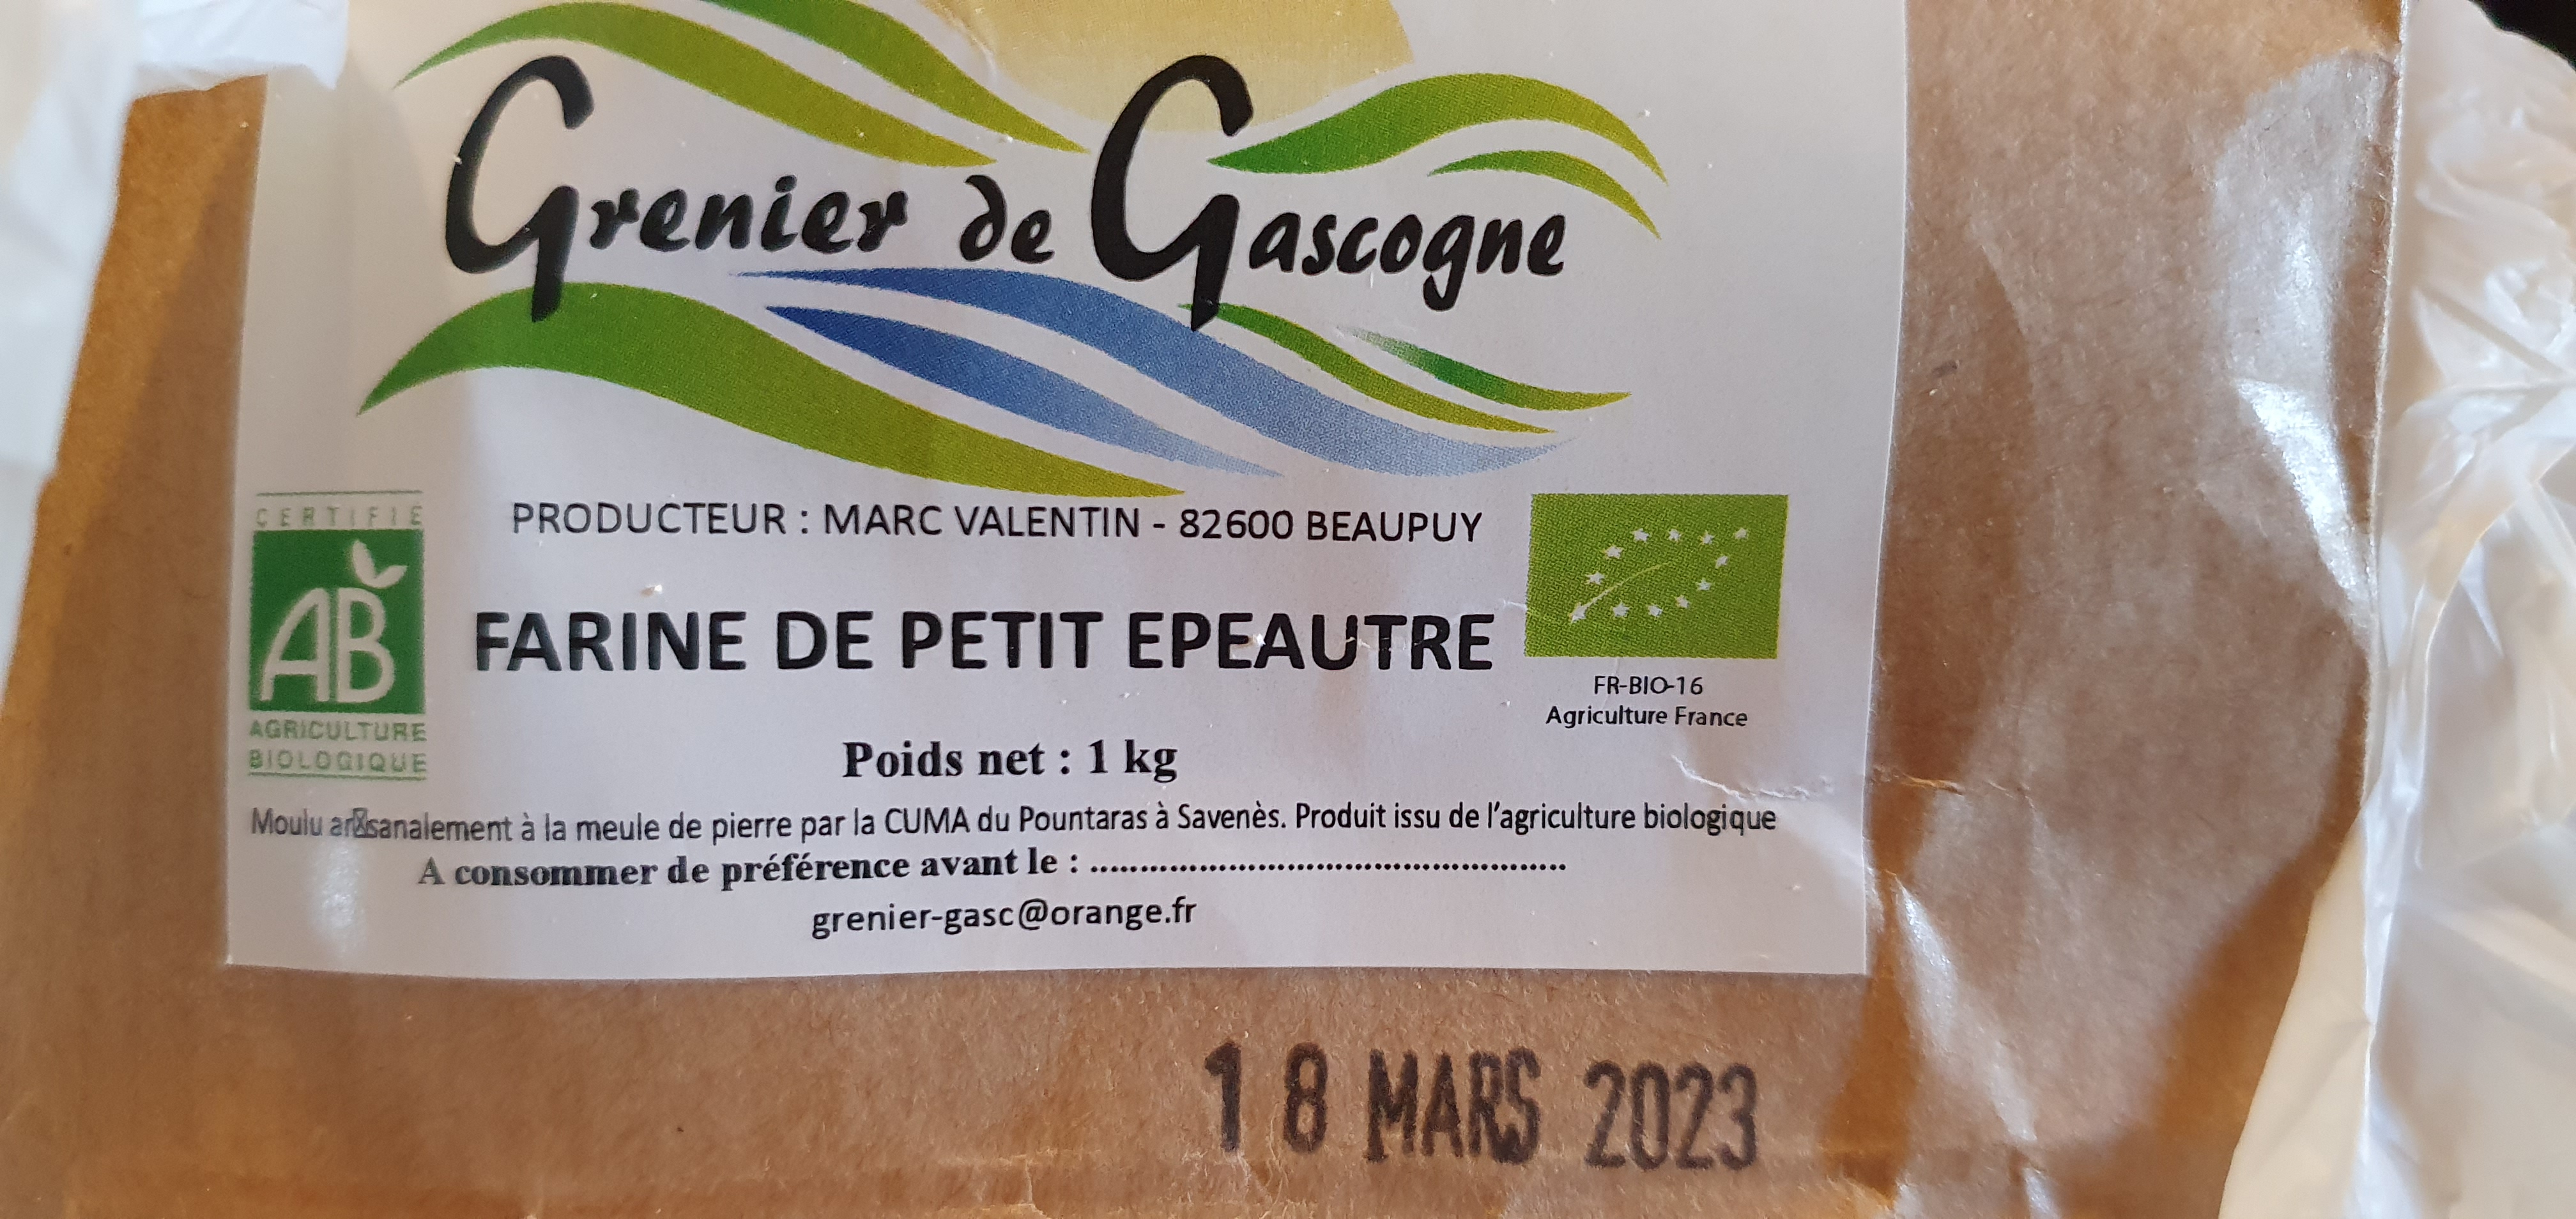 Grenier de Gascogne
CERTIFIÉ
AB
AGRICULTURE
BIOLOGIQUE
PRODUCTEUR : MARC VALENTIN - 82600 BEAUPUY
FARINE DE PETIT EPEAUTRE
FR-BIO-16
Agriculture France
Poids net : 1 kg
Moulu artisanalement à la meule de pierre par la CUMA du Pountaras à Savenès. Produit issu de l'agriculture biologique
A consommer de préférence avant le : ................................................
grenier-gasc@orange.fr
18 MARS 2023